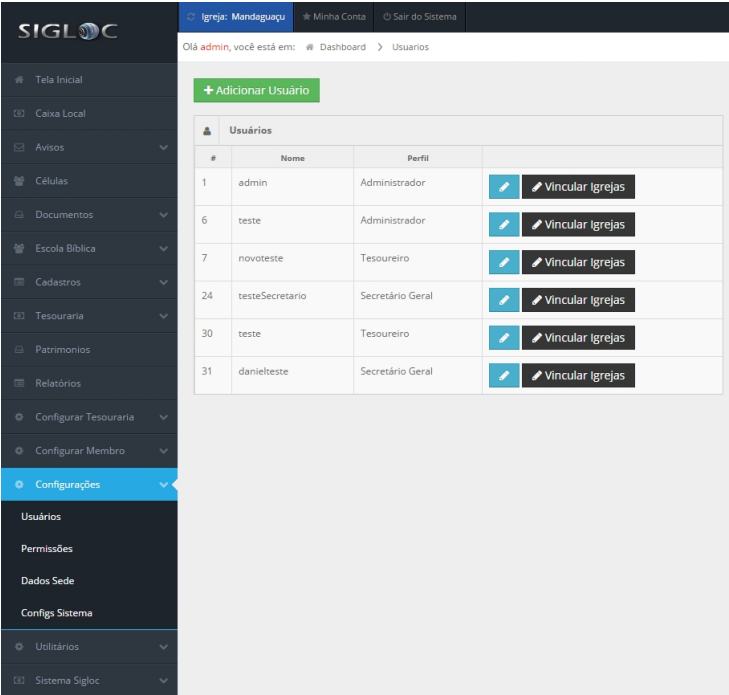 SIGLOC
Igreja: Mandaguaçu
Minha Conta
Sair do Sistema
Olá admin, você está em: Dashboard > Usuarios
Tela Inicial
Caixa Local
Avisos
Células
Documentos
Escola Bíblica
Cadastros
Tesouraria
Patrimonios
Relatórios
Configurar Tesouraria
Configurar Membro
Configurações
Usuários
Permissões
Dados Sede
Configs Sistema
Utilitários
Sistema Sigloc
+ Adicionar Usuário
Usuários
# Nome Perfil
1 admin Administrador Vincular Igrejas
6 teste Administrador Vincular Igrejas
7 novoteste Tesoureiro Vincular Igrejas
24 testeSecretario Secretário Geral Vincular Igrejas
30 teste Tesoureiro Vincular Igrejas
31 danielteste Secretário Geral Vincular Igrejas